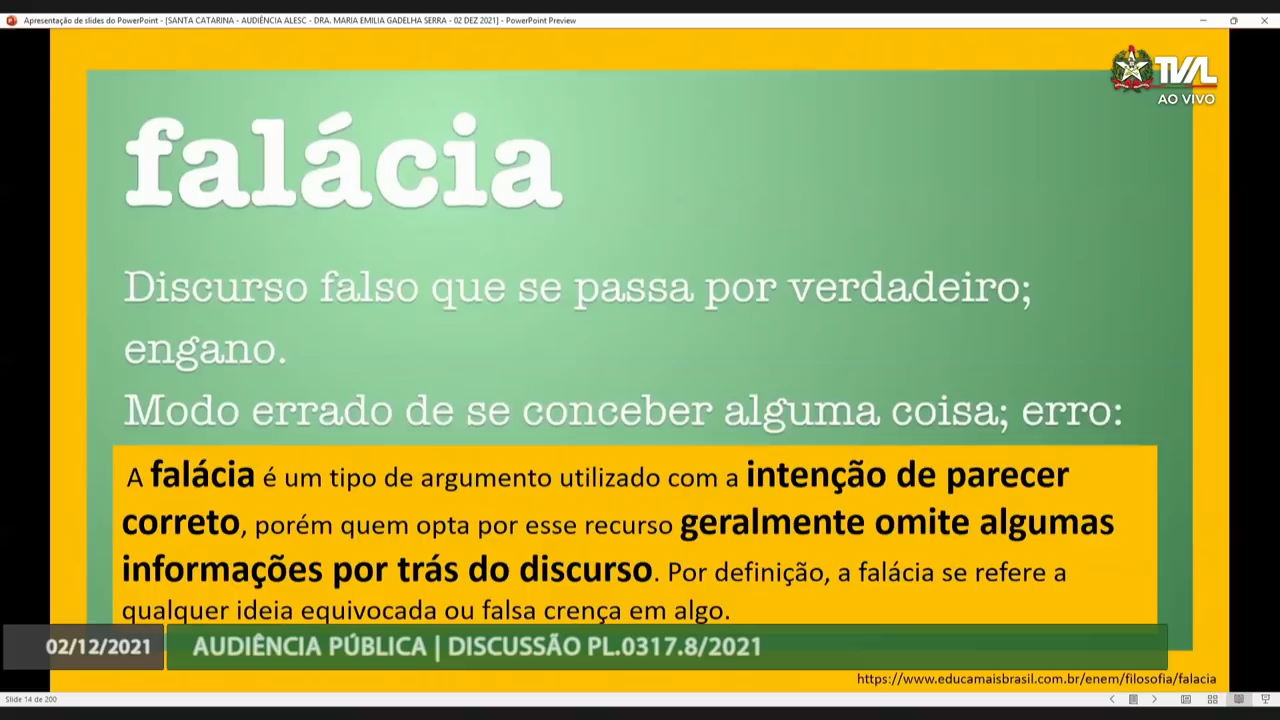 Apresentação de slides do PowerPoint - [SANTA CATARINA - AUDIÊNCIA ALESC - DRA. MARIA EMILIA GADELHA SERRA - 02 DEZ 2021] - PowerPoint Preview
TVAL
AO VIVO
falácia
Discurso falso que se passa por verdadeiro;
engano.
Modo errado de se conceber alguma coisa; erro:
A falácia é um tipo de argumento utilizado com a intenção de parecer
correto, porém quem opta por esse recurso geralmente omite algumas
informações por trás do discurso. Por definição, a falácia se refere a
qualquer ideia equivocada ou falsa crença em algo.
02/12/2021
AUDIÊNCIA PÚBLICA | DISCUSSÃO PL.0317.8/2021
https://www.educamaisbrasil.com.br/enem/filosofia/falacia
Slide 14 de 200